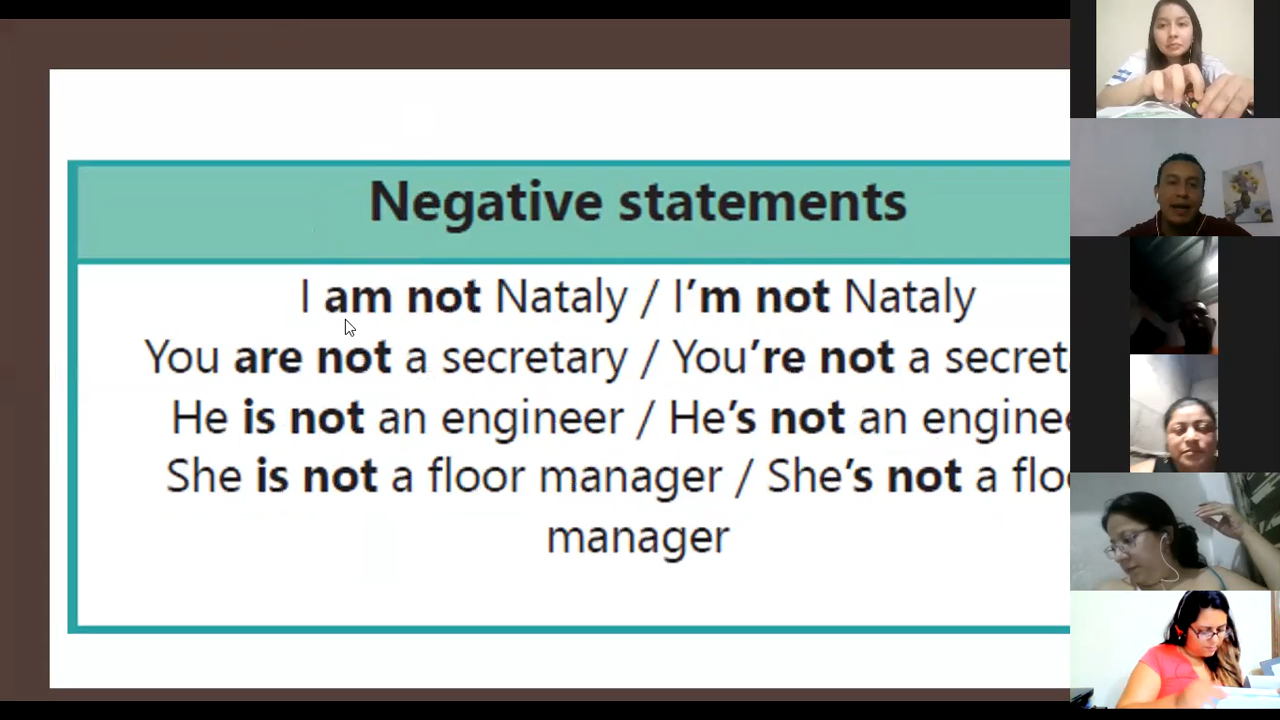 Negative statements
I am not Nataly / I’m not Nataly
You are not a secretary / You’re not a secret
He is not an engineer / He’s not an enginee
She is not a floor manager / She’s not a flo
manager